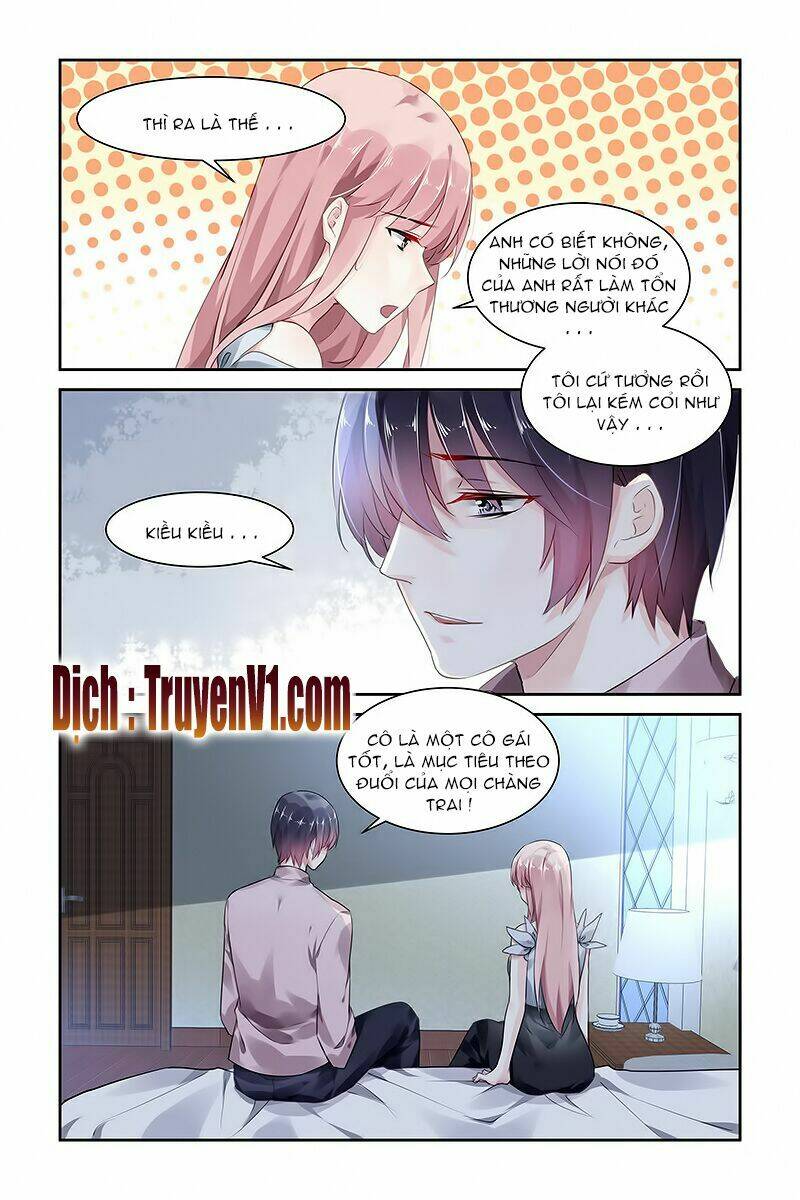 THÌ RA LÀ THẾ . . .
ANH CÓ BIẾT KHÔNG,
NHỮNG LỜI NÓI ĐÓ
CỦA ANH RẤT LÀM TỔN
THƯƠNG NGƯỜI KHÁC
. . .
TÔI CỨ TƯỞNG RỒI
TÔI LẠI KÉM CỎI NHƯ
VẬY . . .
KIỀU KIỀU . . .
Dịch : TruyenV1.com
CÔ LÀ MỘT CÔ GÁI
TỐT, LÀ MỤC TIÊU THEO
ĐUỔI CỦA MỌI CHÀNG
TRAI !